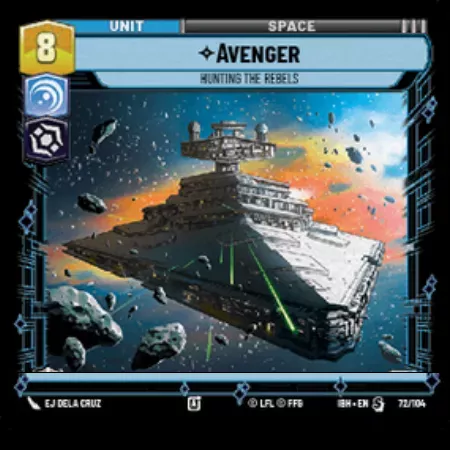 UNIT SPACE
8
AVENGER
HUNTING THE REBELS
EJ DELA CRUZ © LFL © FFG IBH • EN 72/104